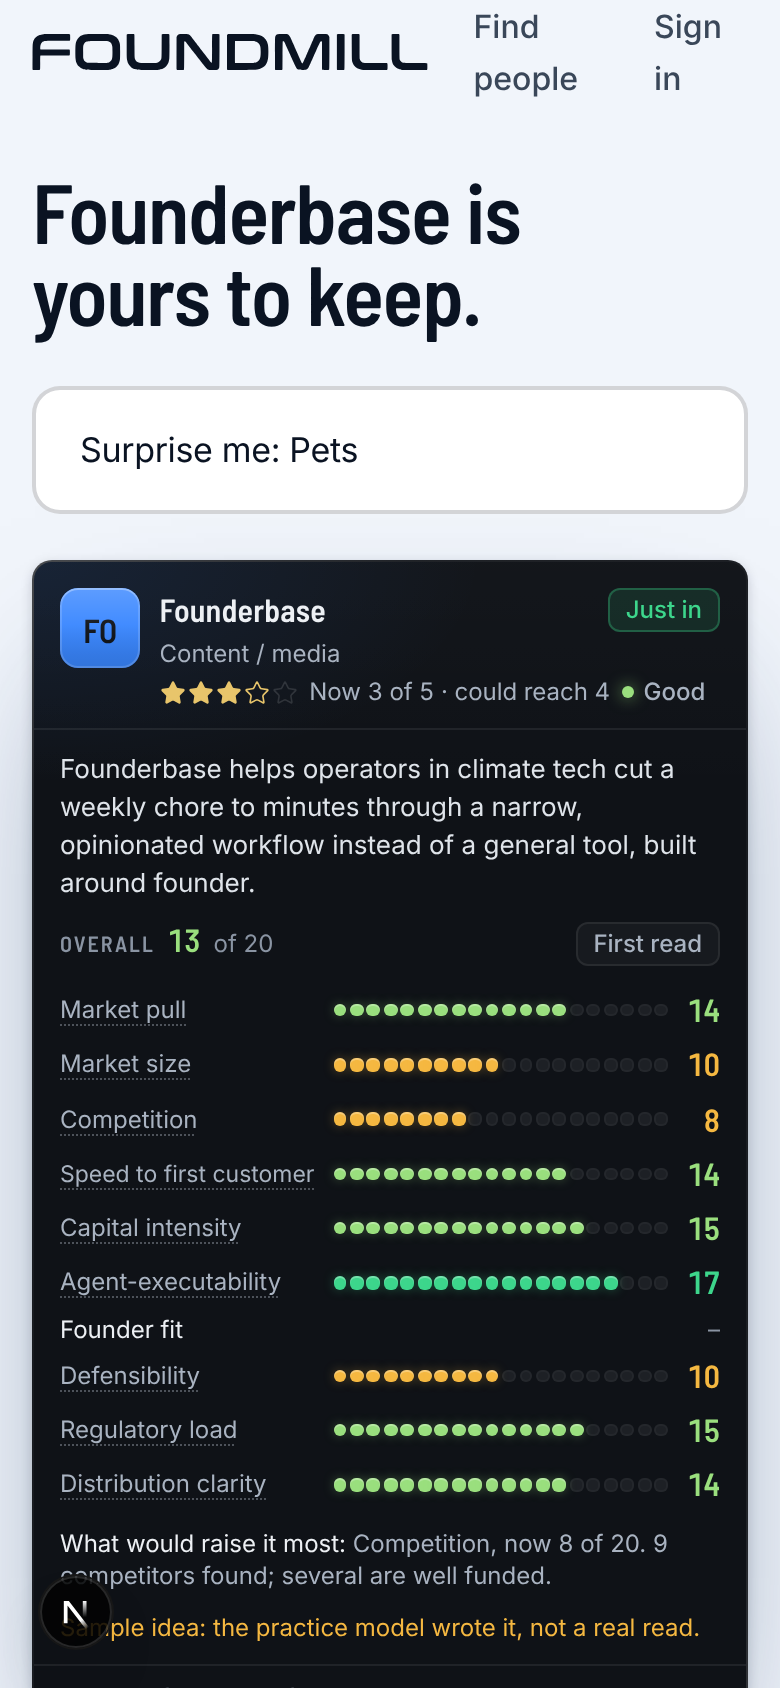 FOUNDMILL
Find people
Sign in
Founderbase is
yours to keep.
Surprise me: Pets
FO
Founderbase
Just in
Content / media
Now 3 of 5 · could reach 4
Good
Founderbase helps operators in climate tech cut a
weekly chore to minutes through a narrow,
opinionated workflow instead of a general tool, built
around founder.
OVERALL 13 of 20
First read
Market pull 14
Market size 10
Competition 8
Speed to first customer 14
Capital intensity 15
Agent-executability 17
Founder fit –
Defensibility 10
Regulatory load 15
Distribution clarity 14
What would raise it most: Competition, now 8 of 20. 9
competitors found; several are well funded.
N
Sample idea: the practice model wrote it, not a real read.